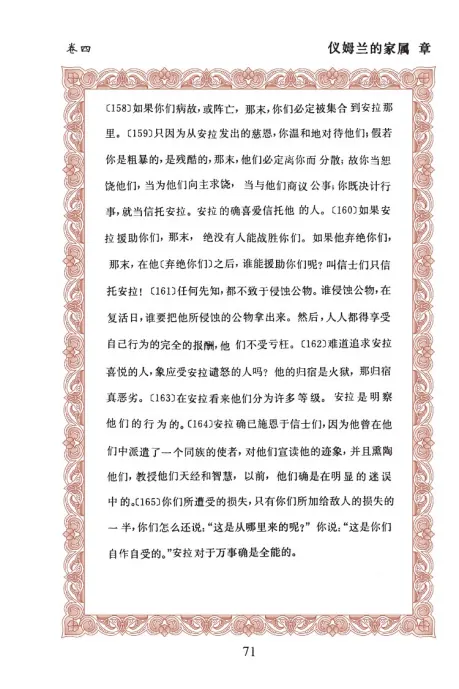 卷四
仪姆兰的家属 章
〔158〕如果你们病故，或阵亡，那末，你们必定被集合到安拉那
里。〔159〕只因为从安拉发出的慈恩，你温和地对待他们；假若
你是粗暴的，是残酷的，那末，他们必定离你而分散；故你当恕
饶他们，当为他们向主求饶，当与他们商议公事；你既决计行
事，就当信托安拉。安拉的确喜爱信托他的人。〔160〕如果安
拉援助你们，那末，绝没有人能战胜你们。如果他弃绝你们，
那末，在他〔弃绝你们〕之后，谁能援助你们呢？叫信士们只信
托安拉！〔161〕任何先知，都不致于侵蚀公物。谁侵蚀公物，在
复活日，谁要把他所侵蚀的公物拿出来。然后，人人都得享受
自己行为的完全的报酬，他们不受亏枉。〔162〕难道追求安拉
喜悦的人，象应受安拉谴怒的人吗？他的归宿是火狱，那归宿
真恶劣。〔163〕在安拉看来他们分为许多等级。安拉是明察
他们的行为的。〔164〕安拉确已施恩于信士们，因为他曾在他
们中派遣了一个同族的使者，对他们宣读他的迹象，并且熏陶
他们，教授他们天经和智慧，以前，他们确是在明显的迷误
中的。〔165〕你们所遭受的损失，只有你们所加给敌人的损失的
一半，你们怎么还说：“这是从哪里来的呢？”你说：“这是你们
自作自受的。”安拉对于万事确是全能的。
71